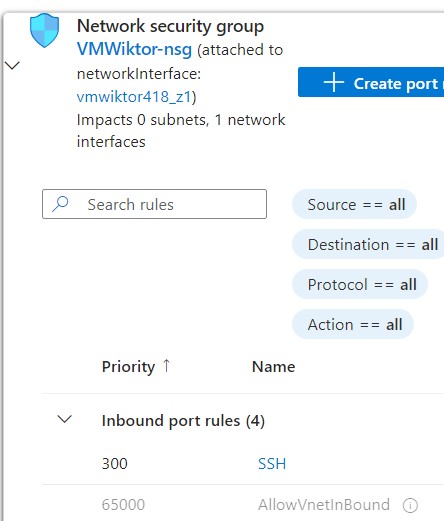 Network security group
VMWiktor-nsg (attached to
networkInterface:
vmwiktor418_z1)
Impacts 0 subnets, 1 network
interfaces
Create port
Search rules
Source == all
Destination == all
Protocol == all
Action == all
Priority ↑ Name
Inbound port rules (4)
300 SSH
65000 AllowVnetInBound